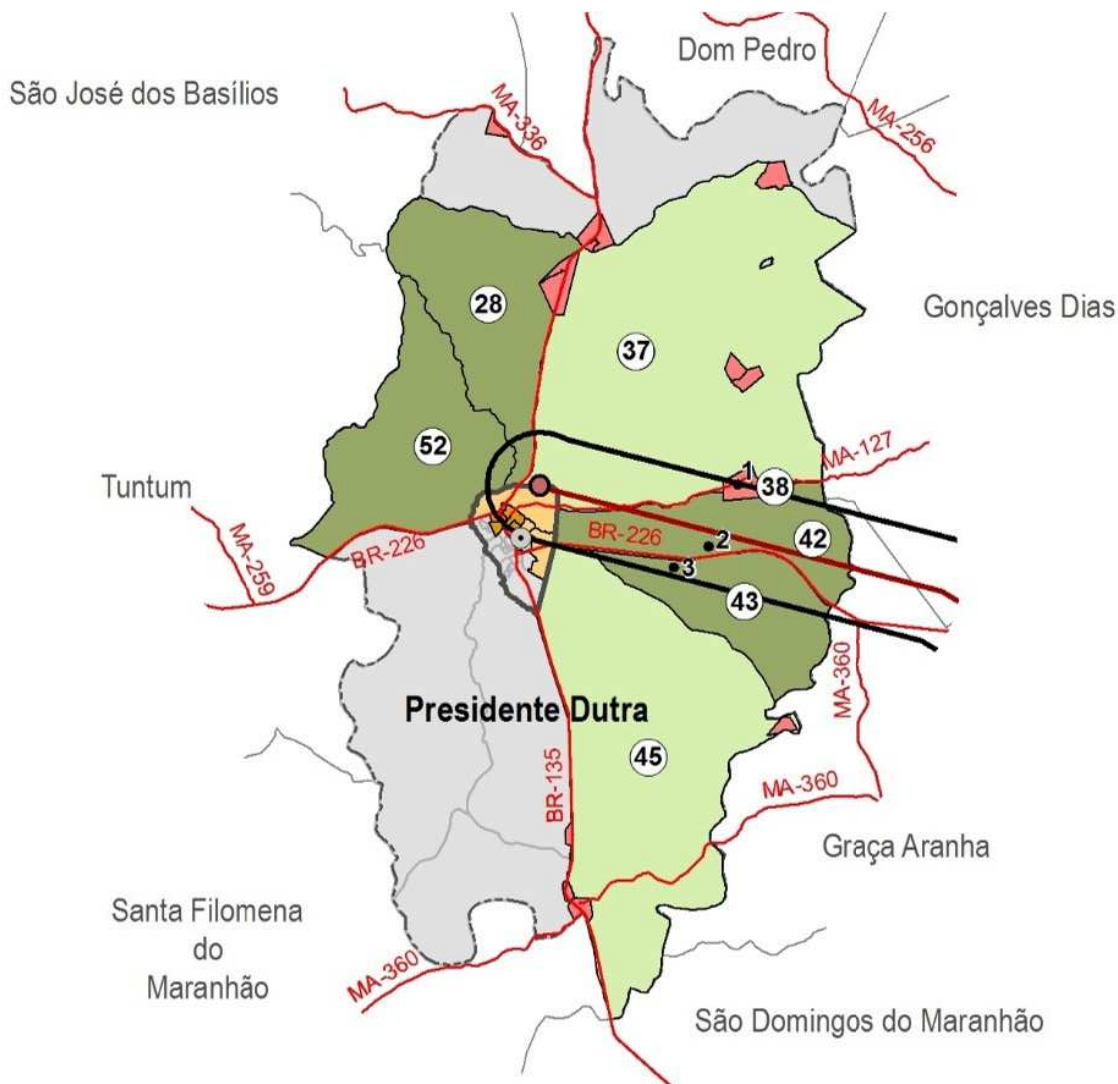 Dom Pedro
São José dos Basílios
MA-336
MA-256
28
Gonçalves Dias
37
52
MA-127
1
38
Tuntum
BR-226
BR-226
2
42
MA-259
3
43
MA-360
Presidente Dutra
45
BR-135
MA-360
Graça Aranha
Santa Filomena
do
Maranhão
MA-360
São Domingos do Maranhão